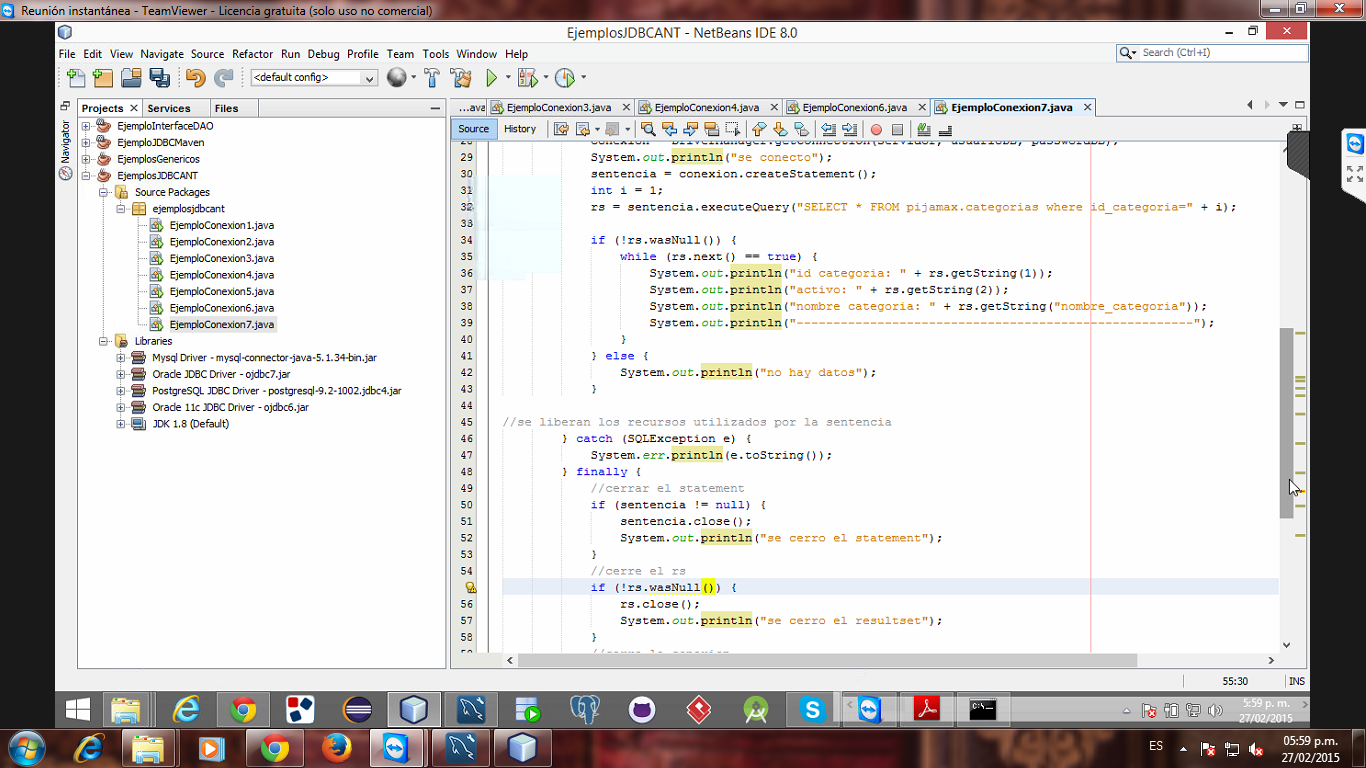 Reunión instantánea - TeamViewer - Licencia gratuita (solo uso no comercial)
EjemplosJDBCANT - NetBeans IDE 8.0
File Edit View Navigate Source Refactor Run Debug Profile Team Tools Window Help
Search (Ctrl+I)
<default config>
Projects Services Files
...ava EjemploConexion3.java EjemploConexion4.java EjemploConexion6.java EjemploConexion7.java
Navigator
Source History
EjemploInterfaceDAO
EjemploJDBCMaven
EjemplosGenericos
EjemplosJDBCANT
Source Packages
ejemplosjdbcant
EjemploConexion1.java
EjemploConexion2.java
EjemploConexion3.java
EjemploConexion4.java
EjemploConexion5.java
EjemploConexion6.java
EjemploConexion7.java
Libraries
Mysql Driver - mysql-connector-java-5.1.34-bin.jar
Oracle JDBC Driver - ojdbc7.jar
PostgreSQL JDBC Driver - postgresql-9.2-1002.jdbc4.jar
Oracle 11c JDBC Driver - ojdbc6.jar
JDK 1.8 (Default)
29 System.out.println("se conecto");
30 sentencia = conexion.createStatement();
31 int i = 1;
32 rs = sentencia.executeQuery("SELECT * FROM pijamax.categorias where id_categoria=" + i);
33
34 if (!rs.wasNull()) {
35 while (rs.next() == true) {
36 System.out.println("id categoria: " + rs.getString(1));
37 System.out.println("activo: " + rs.getString(2));
38 System.out.println("nombre categoria: " + rs.getString("nombre_categoria"));
39 System.out.println("------------------------------------------------------");
40 }
41 } else {
42 System.out.println("no hay datos");
43 }
44
45 //se liberan los recursos utilizados por la sentencia
46 } catch (SQLException e) {
47 System.err.println(e.toString());
48 } finally {
49 //cerrar el statement
50 if (sentencia != null) {
51 sentencia.close();
52 System.out.println("se cerro el statement");
53 }
54 //cerre el rs
if (!rs.wasNull()) {
56 rs.close();
57 System.out.println("se cerro el resultset");
58 }
55:30 INS
5:59 p. m.
27/02/2015
ES
05:59 p.m.
27/02/2015